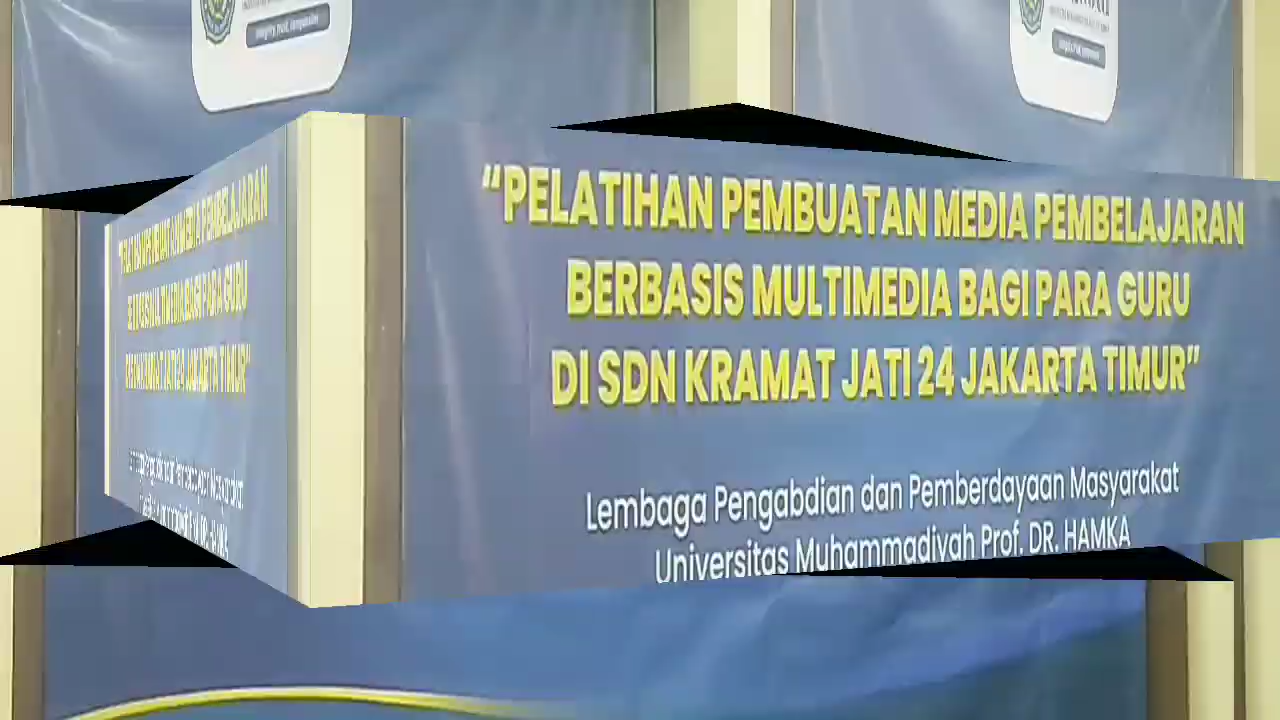 “PELATIHAN PEMBUATAN MEDIA PEMBELAJARAN
BERBASIS MULTIMEDIA BAGI PARA GURU
DI SDN KRAMAT JATI 24 JAKARTA TIMUR”
Lembaga Pengabdian dan Pemberdayaan Masyarakat
Universitas Muhammadiyah Prof. DR. HAMKA